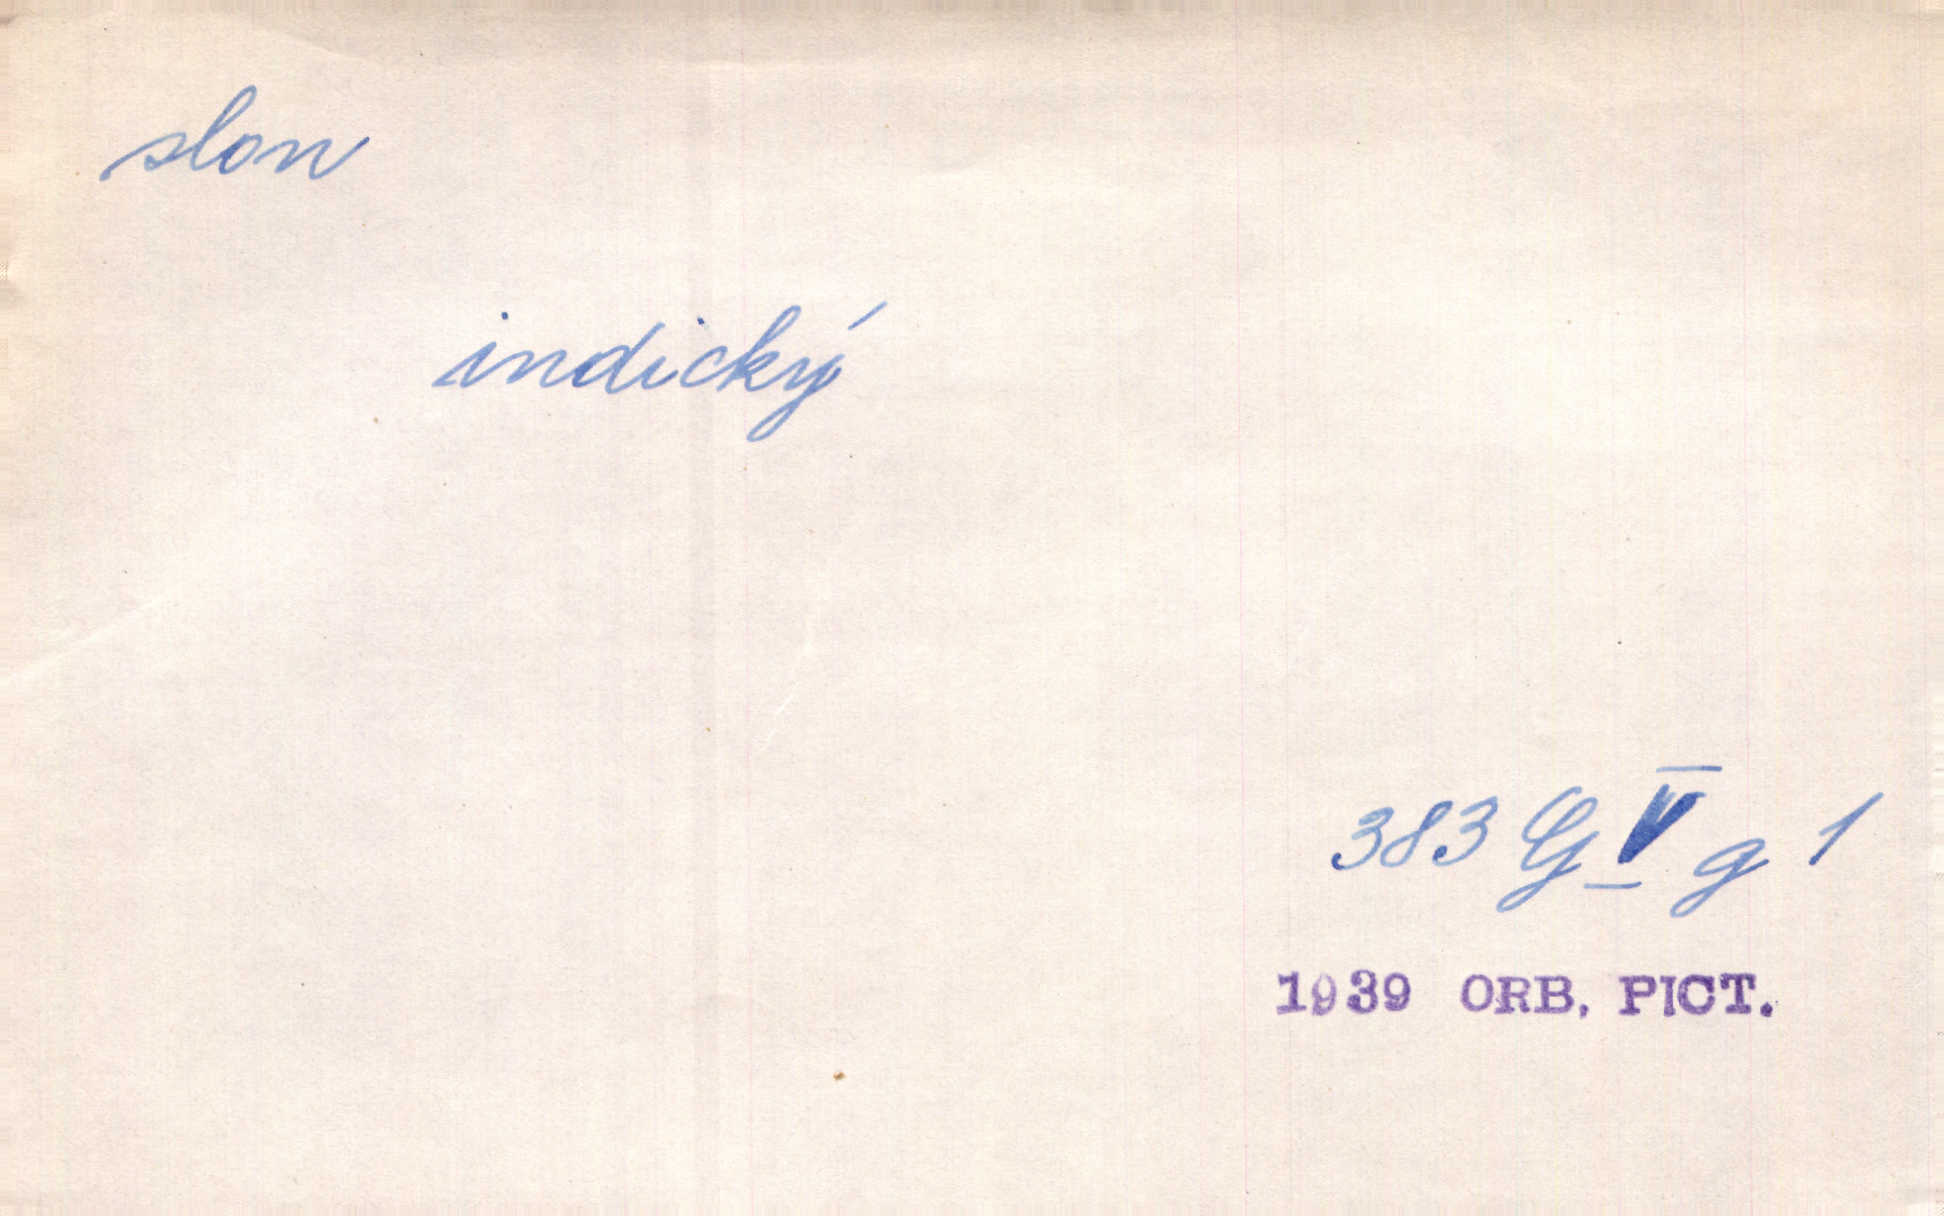 slon
indický
383 G V g 1
1939 ORB. PICT.